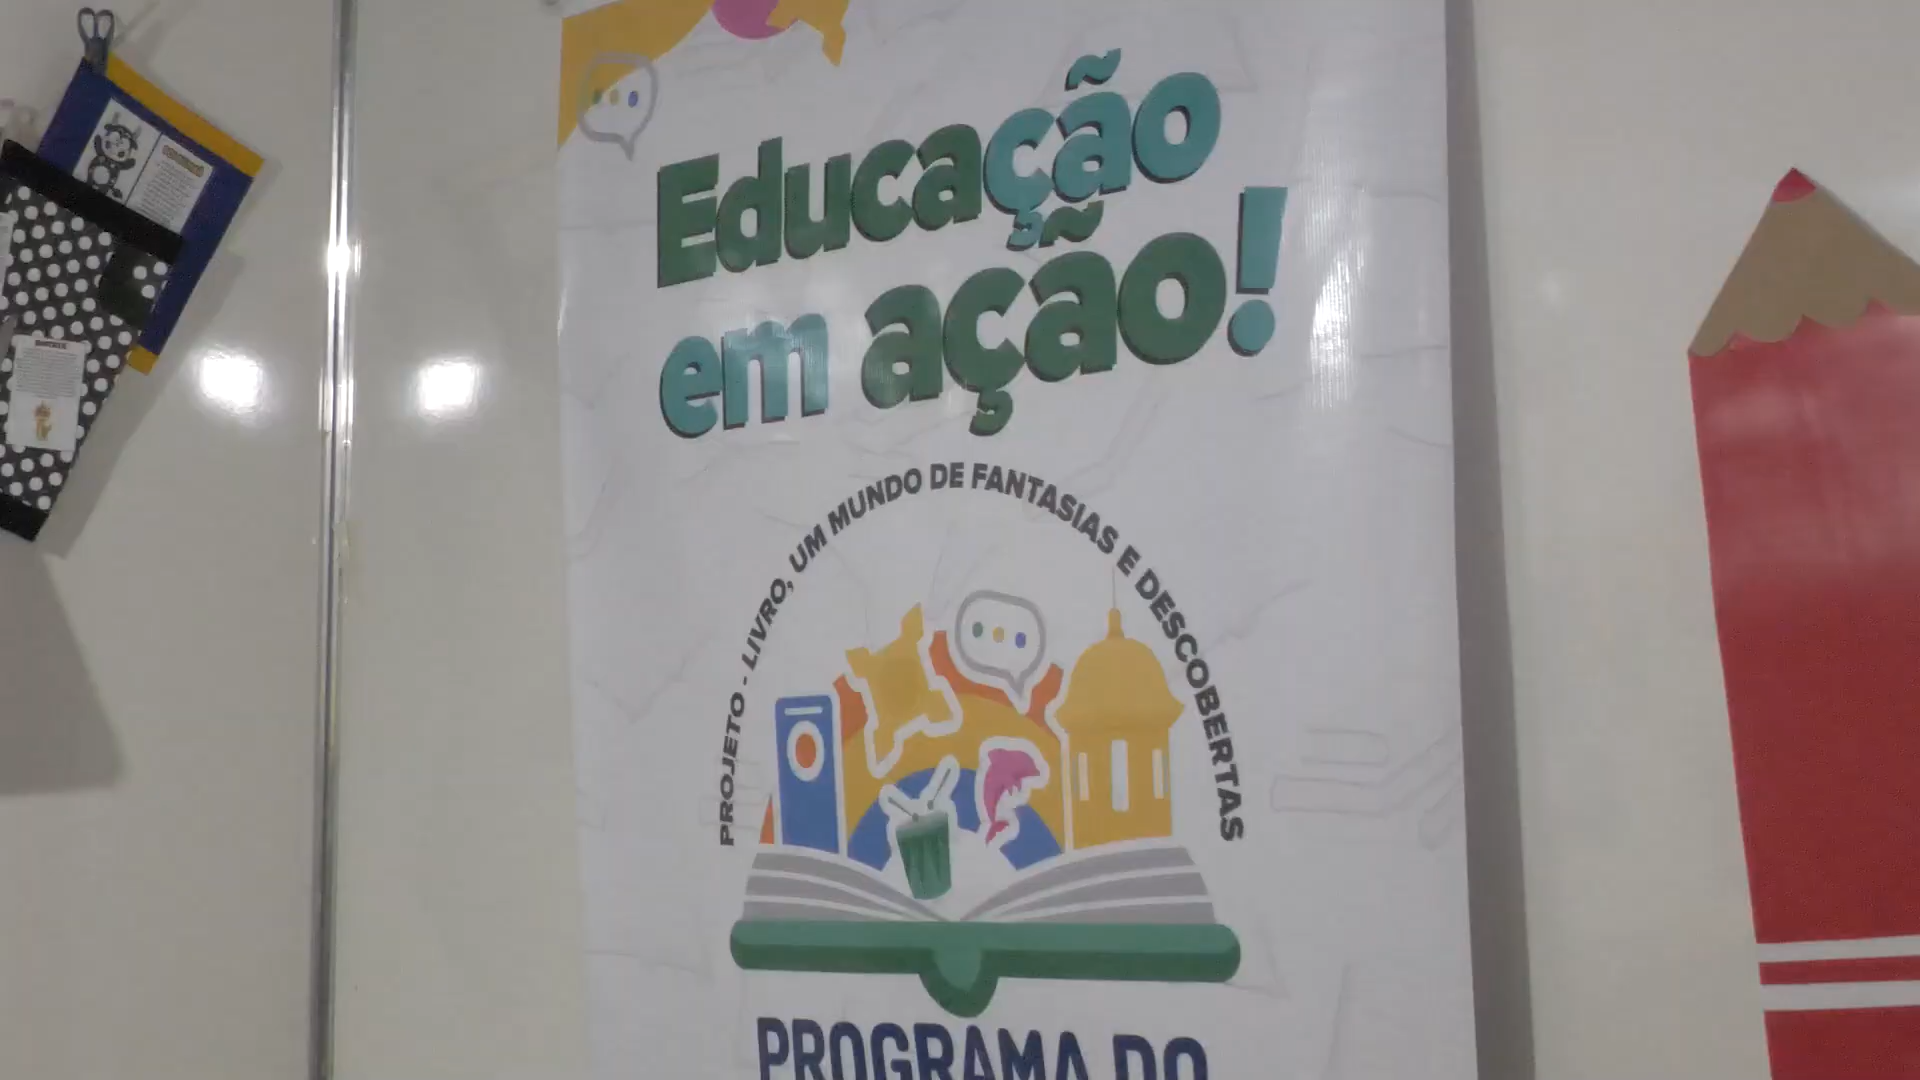 Educação
em ação!
PROJETO - LIVRO, UM MUNDO DE FANTASIAS E DESCOBERTAS
PROGRAMA DO